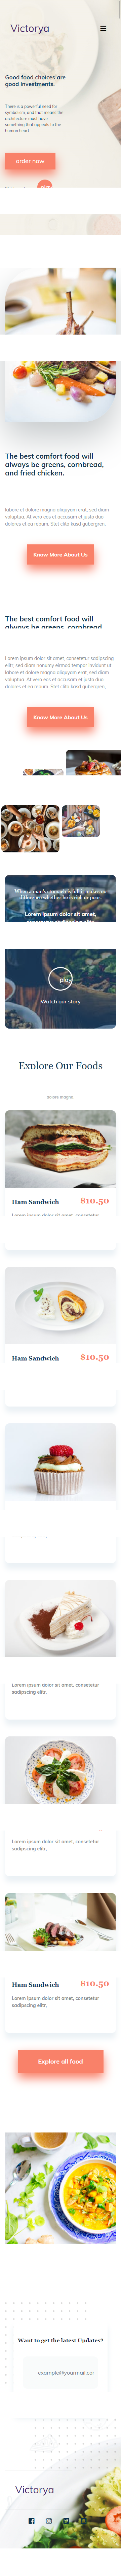 Victorya
Good food choices are
good investments.
There is a powerful need for
symbolism, and that means the
architecture must have
something that appeals to the
human heart
order now
The best comfort food will
always be greens, cornbread,
and fried chicken.
labore et dolore magna aliquyam erat, sed diam
voluptua. At vero eos et accusam et justo duo
dolores et ea rebum. Stet clita kasd gubergren.
Know More About Us
The best comfort food will
always be greens, cornbread,
Lorem ipsum dolor sit amet, consetetur sadipscing
elitr, sed diam nonumy eirmod tempor invidunt ut
labore et dolore magna aliquyam erat, sed diam
voluptua. At vero eos et accusam et justo duo
dolores et ea rebum. Stet clita kasd gubergren.
Know More About Us
When a man's stomach is full it makes no
difference whether he is rich or poor.
Lorem ipsum dolor sit amet,
play
Watch our story
Explore Our Foods
dolore magna
Ham Sandwich $10.50
Lorem ipsum dolor sit amet, consetetur
Ham Sandwich $10.50
sadipscing elitr.
Lorem ipsum dolor sit amet, consetetur
sadipscing elitr.
Lorem ipsum dolor sit amet, consetetur
sadipscing elitr.
Ham Sandwich $10.50
Lorem ipsum dolor sit amet, consetetur
sadipscing elitr.
Explore all food
Want to get the latest Updates?
example@yourmail.com
Victorya